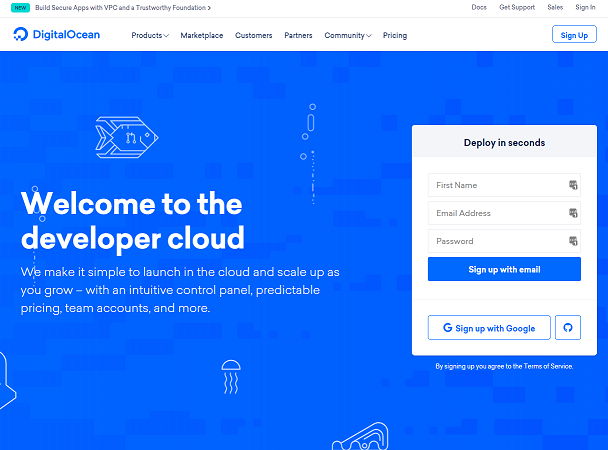 NEW Build Secure Apps with VPC and a Trustworthy Foundation >
Docs Get Support Sales Sign In
DigitalOcean Products Marketplace Customers Partners Community Pricing Sign Up
Welcome to the
developer cloud
We make it simple to launch in the cloud and scale up as
you grow – with an intuitive control panel, predictable
pricing, team accounts, and more.
Deploy in seconds
First Name
Email Address
Password
Sign up with email
Sign up with Google
By signing up you agree to the Terms of Service.